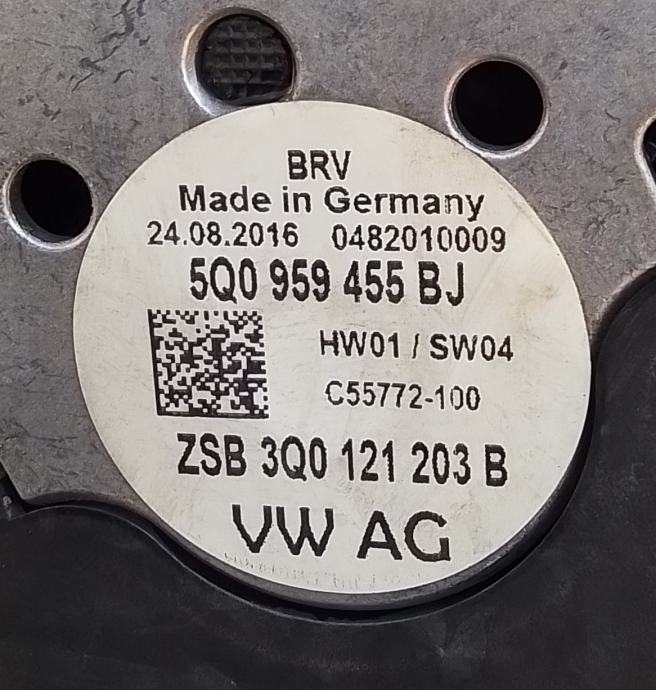 BRV
Made in Germany
24.08.2016 0482010009
5Q0 959 455 BJ
HW01 / SW04
C55772-100
ZSB 3Q0 121 203 B
VW AG